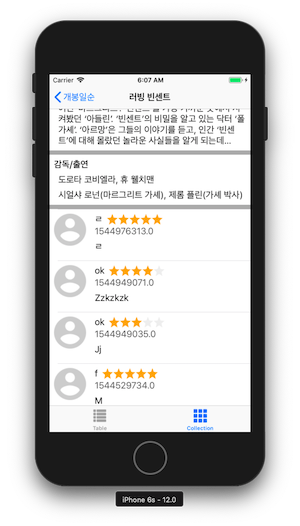 Carrier 6:07 AM
개봉일순 러빙 빈센트
켜봤던 '아들린'. '빈센트'의 비밀을 알고 있는 닥터 '폴
가셰'. '아르망'은 그들의 이야기를 듣고, 인간 '빈센
트'에 대해 몰랐던 놀라운 사실들을 알게 되는데...
감독/출연
도로타 코비엘라, 휴 웰치맨
시얼샤 로넌(마르그리트 가셰), 제롬 플린(가셰 박사)
ㄹ
1544976313.0
ㄹ
ok
1544949071.0
Zzkzkzk
ok
1544949035.0
Jj
f
1544529734.0
M
Table Collection
iPhone 6s - 12.0